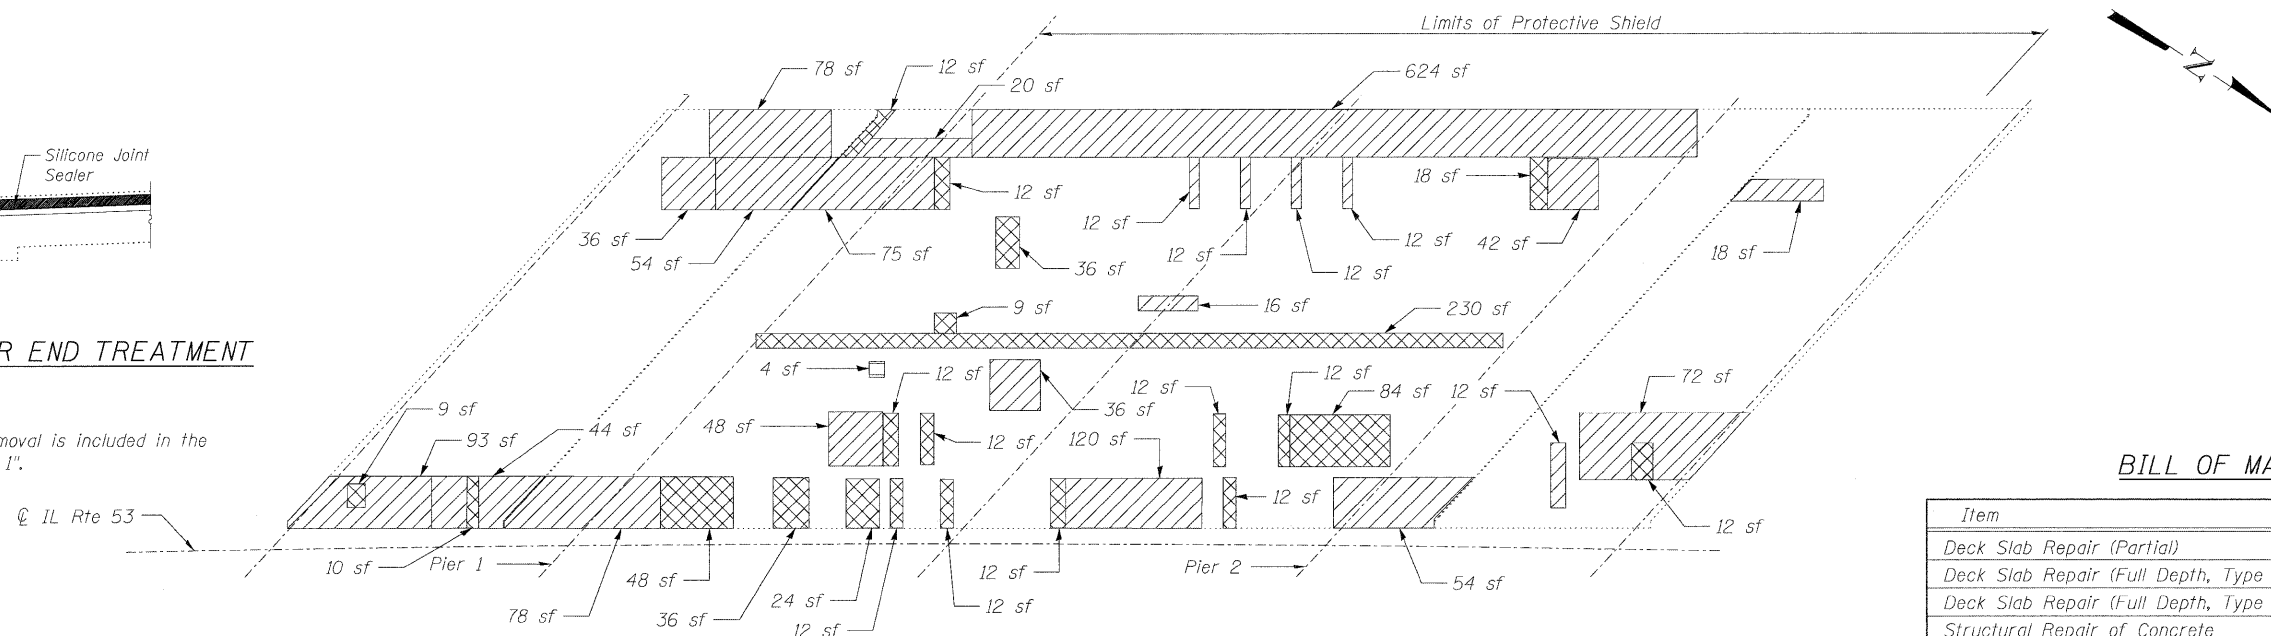 Limits of Protective Shield
N
78 sf
12 sf
20 sf
624 sf
Silicone Joint
Sealer
36 sf
54 sf
75 sf
12 sf
36 sf
12 sf
12 sf
12 sf
12 sf
18 sf
42 sf
18 sf
9 sf
16 sf
230 sf
R END TREATMENT
4 sf
12 sf
36 sf
12 sf
12 sf
84 sf
12 sf
72 sf
9 sf
93 sf
44 sf
48 sf
12 sf
120 sf
moval is included in the
1".
℄ IL Rte 53
10 sf
Pier 1
78 sf
48 sf
36 sf
24 sf
12 sf
12 sf
12 sf
12 sf
Pier 2
54 sf
12 sf
BILL OF MA
Item
Deck Slab Repair (Partial)
Deck Slab Repair (Full Depth, Type
Deck Slab Repair (Full Depth, Type
Structural Repair of Concrete